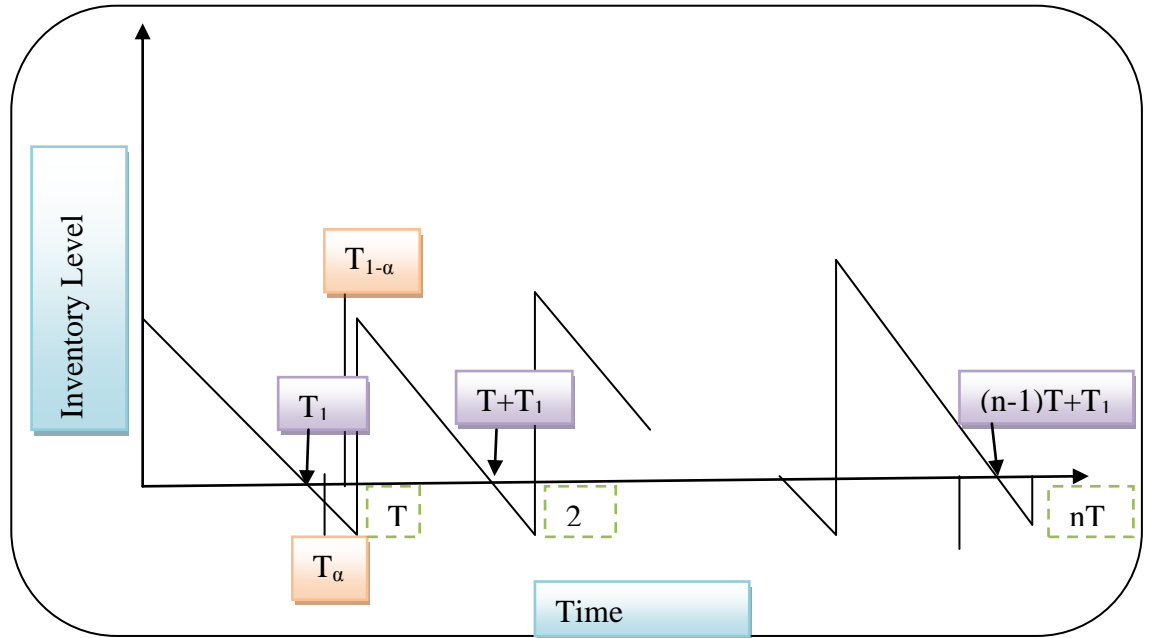 Inventory Level
T₁₋α
T₁
T+T₁
(n-1)T+T₁
T
2
nT
Tα
Time